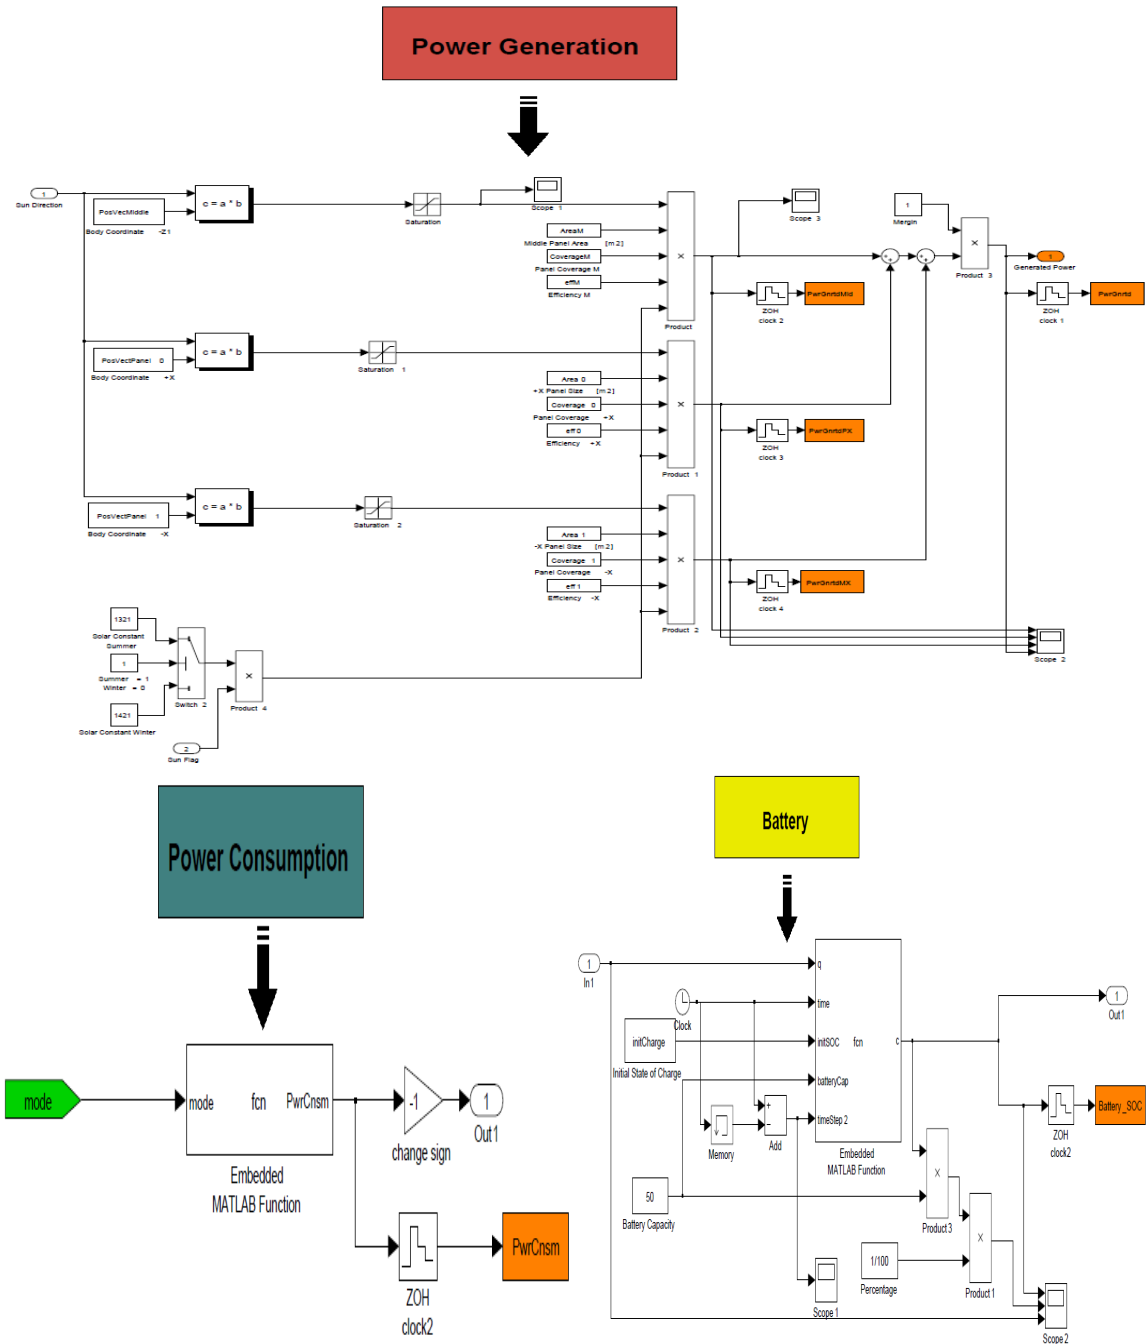 Power Generation
1
Sun Direction
PosVecMiddle
Body Coordinate -Z1
c = a * b
Saturation
Scope 1
AreaM
Middle Panel Area [m 2]
CoverageM
Panel Coverage M
effM
Efficiency M
X
Product
Scope 3
1
Mergin
X
Product 3
1
Generated Power
ZOH
clock 2
PwrGnrtdMid
ZOH
clock 1
PwrGnrtd
PosVectPanel 0
Body Coordinate +X
c = a * b
Saturation 1
Area 0
+X Panel Size [m 2]
Coverage 0
Panel Coverage +X
eff 0
Efficiency +X
X
Product 1
ZOH
clock 3
PwrGnrtdPX
PosVectPanel 1
Body Coordinate -X
c = a * b
Saturation 2
Area 1
-X Panel Size [m 2]
Coverage 1
Panel Coverage -X
eff 1
Efficiency -X
X
Product 2
ZOH
clock 4
PwrGnrtdMX
Scope 2
1321
Solar Constant
Summer
1
Summer = 1
Winter = 0
1421
Solar Constant Winter
Switch 2
X
Product 4
2
Sun Flag
Power Consumption
mode
mode
fcn
PwrCnsm
Embedded
MATLAB Function
-1
change sign
1
Out1
ZOH
clock2
PwrCnsm
Battery
1
In1
Clock
initCharge
Initial State of Charge
Memory
+
−
Add
50
Battery Capacity
q
time
initSOC
fcn
c
batteryCap
timeStep 2
Embedded
MATLAB Function
1
Out1
ZOH
clock2
Battery_SOC
X
Product 3
1/100
Percentage
X
Product 1
Scope 1
Scope 2